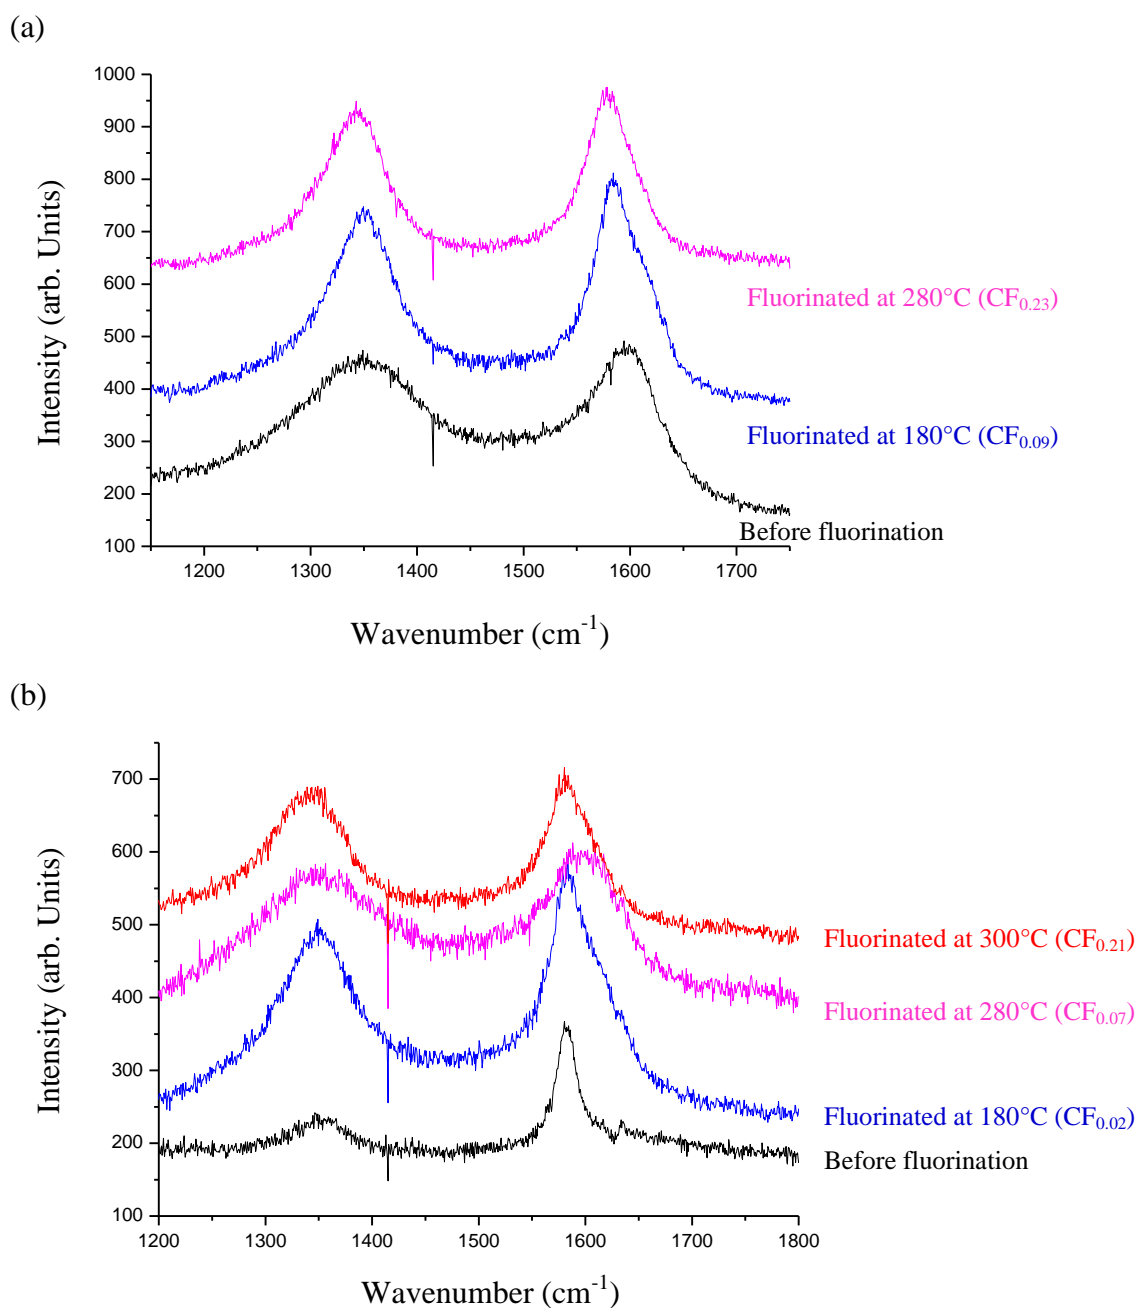 (a)
1000
900
800
700
600
500
400
300
200
100
Intensity (arb. Units)
Fluorinated at 280°C (CF0.23)
Fluorinated at 180°C (CF0.09)
Before fluorination
1200 1300 1400 1500 1600 1700
Wavenumber (cm-1)
(b)
700
600
500
400
300
200
100
Intensity (arb. Units)
Fluorinated at 300°C (CF0.21)
Fluorinated at 280°C (CF0.07)
Fluorinated at 180°C (CF0.02)
Before fluorination
1200 1300 1400 1500 1600 1700 1800
Wavenumber (cm-1)